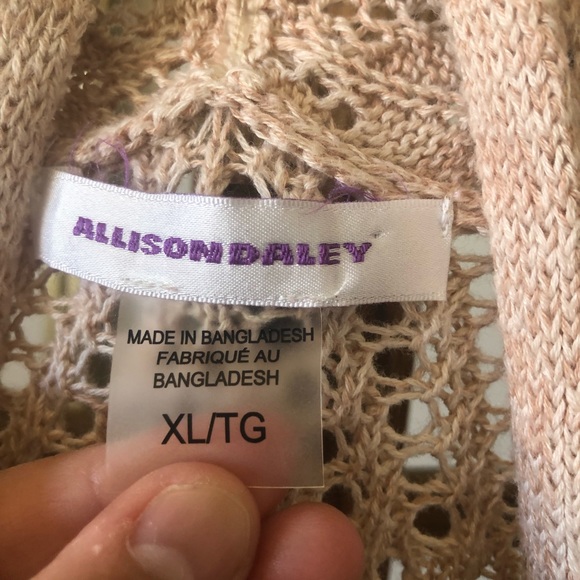 ALLISON DALEY
MADE IN BANGLADESH
FABRIQUÉ AU
BANGLADESH
XL/TG